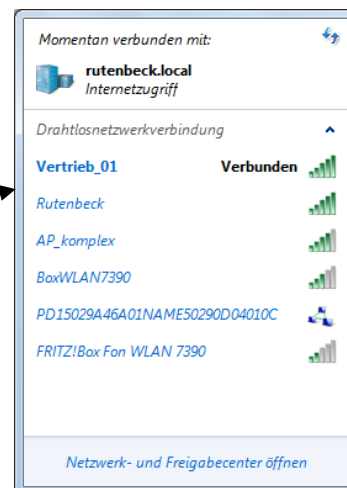 Momentan verbunden mit:
rutenbeck.local
Internetzugriff
Drahtlosnetzwerkverbindung
Vertrieb_01 Verbunden
Rutenbeck
AP_komplex
BoxWLAN7390
PD15029A46A01NAME50290D04010C
FRITZ!Box Fon WLAN 7390
Netzwerk- und Freigabecenter öffnen